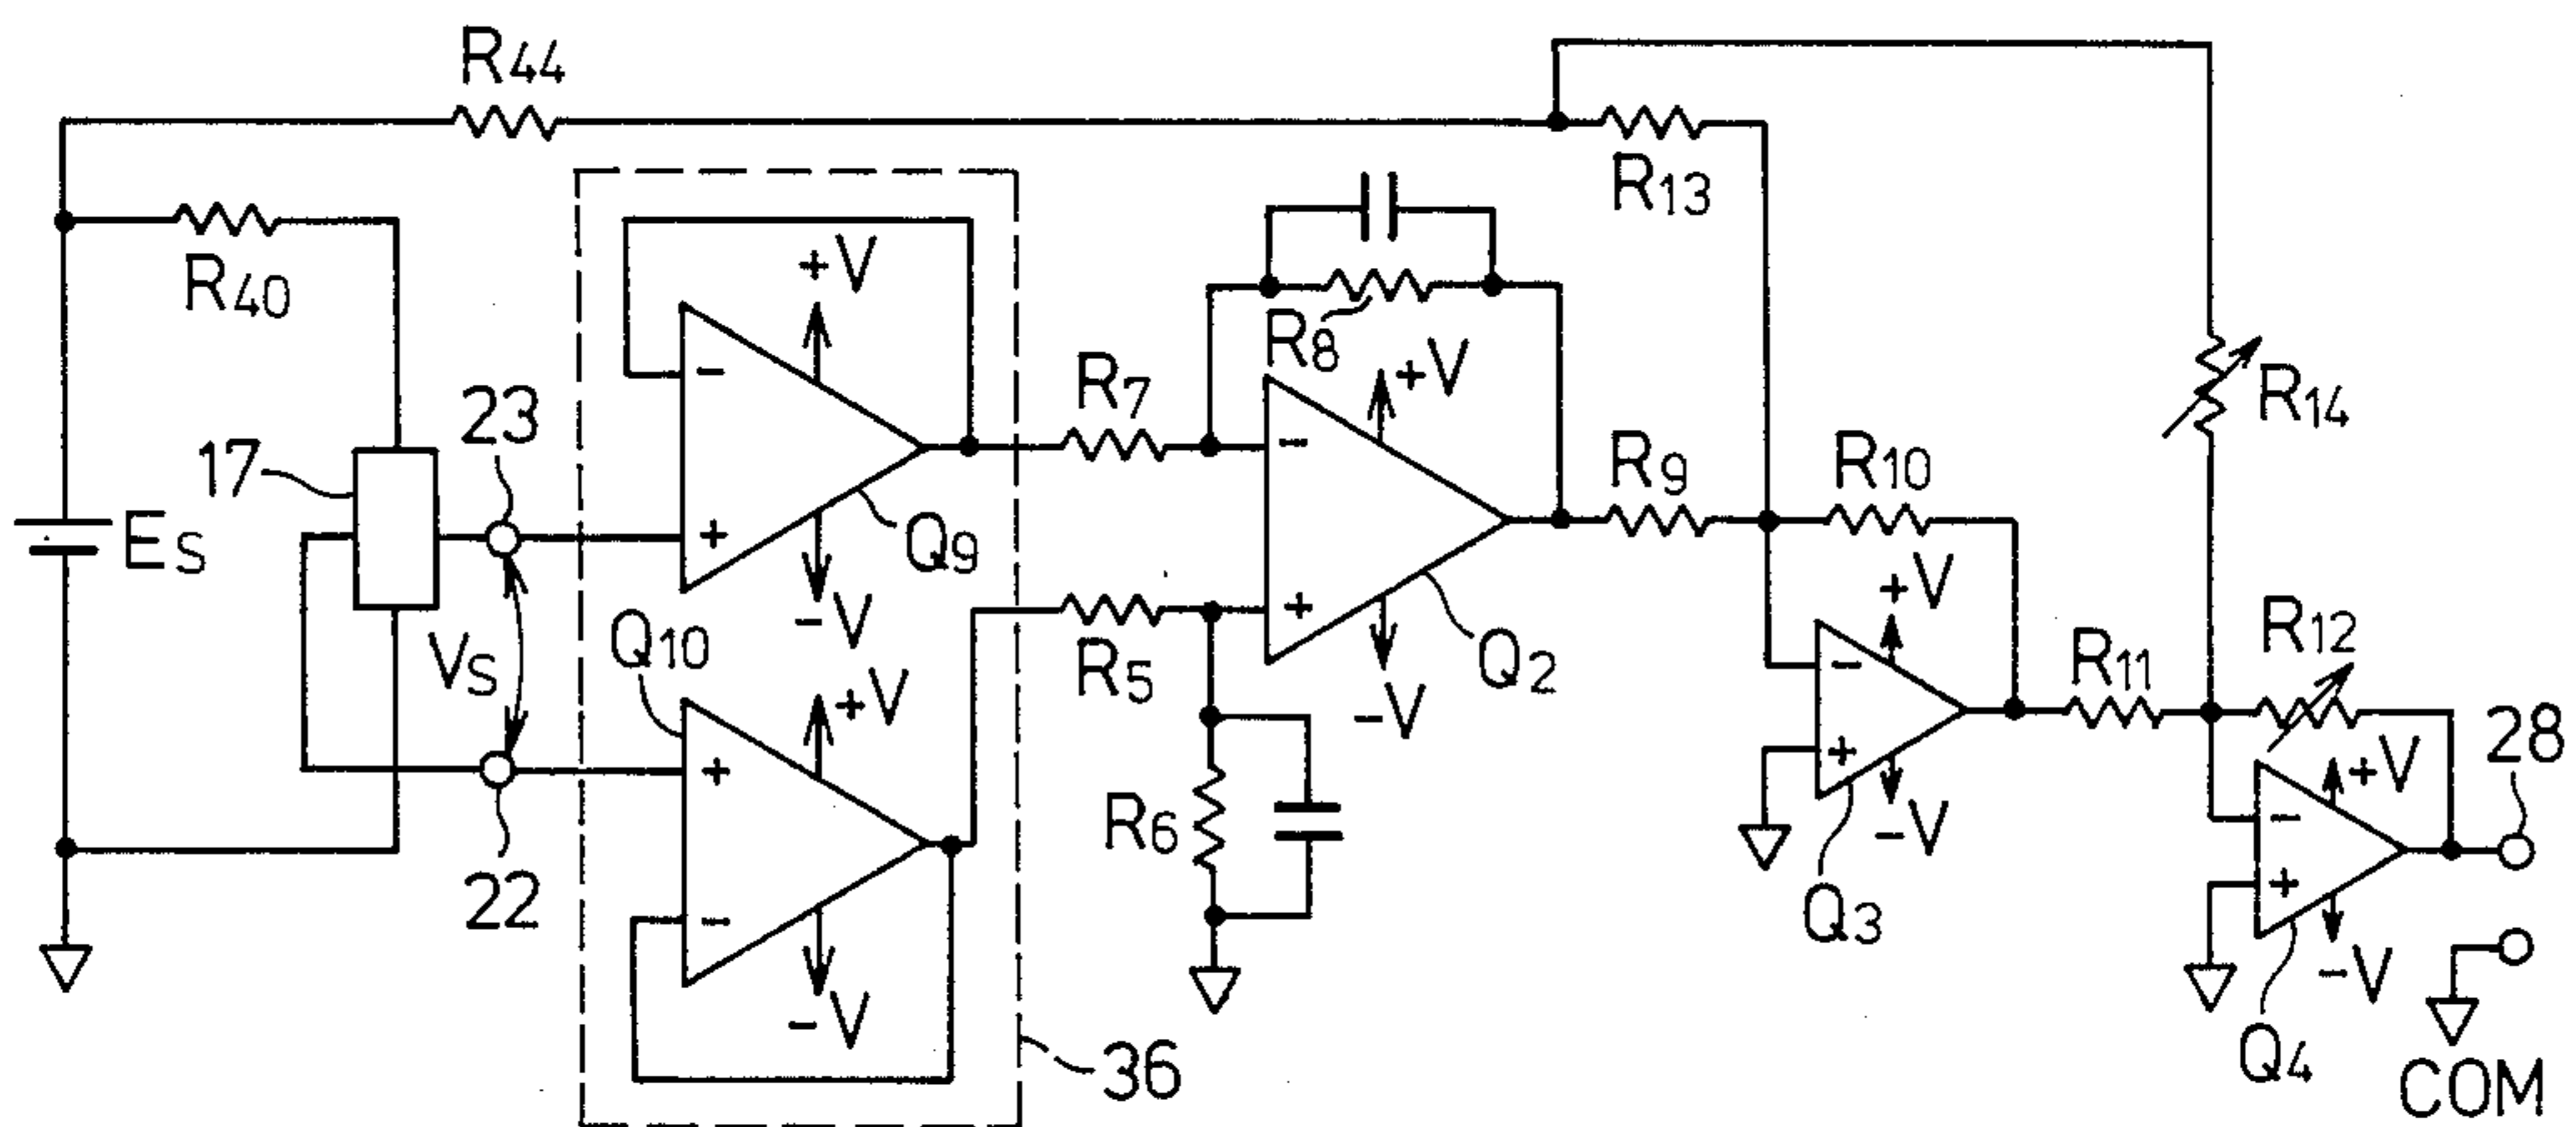 R44
R13
R40
+V
R8
+V
R14
R7
23
17
R9
R10
ES
+
-
Q9
-
-V
+V
R12
Q10
VS
+V
R5
+
Q2
-
R11
28
-V
+
+
-V
+V
R6
22
-
Q3
-
+
-V
-V
36
Q4
COM